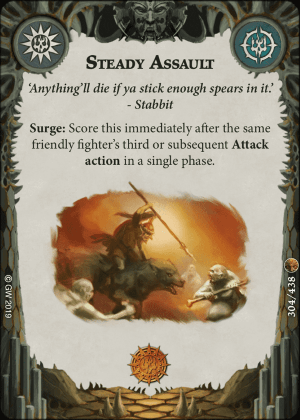 STEADY ASSAULT
‘Anything’ll die if ya stick enough spears in it.’
- Stabbit
Surge: Score this immediately after the same
friendly fighter’s third or subsequent Attack
action in a single phase.
© GW 2019
304/438